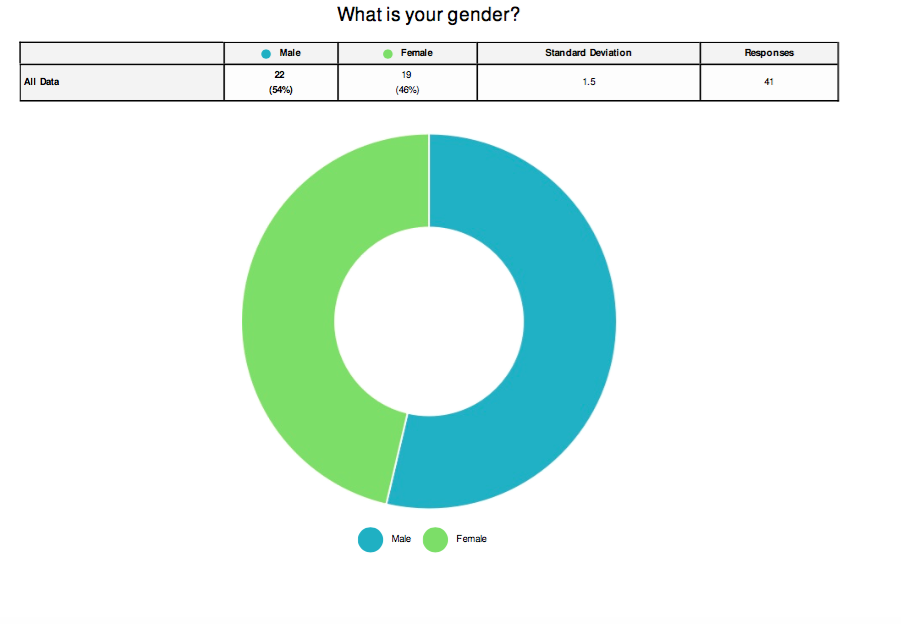 What is your gender?
Male Female Standard Deviation Responses
All Data 22 (54%) 19 (46%) 1.5 41
Male Female